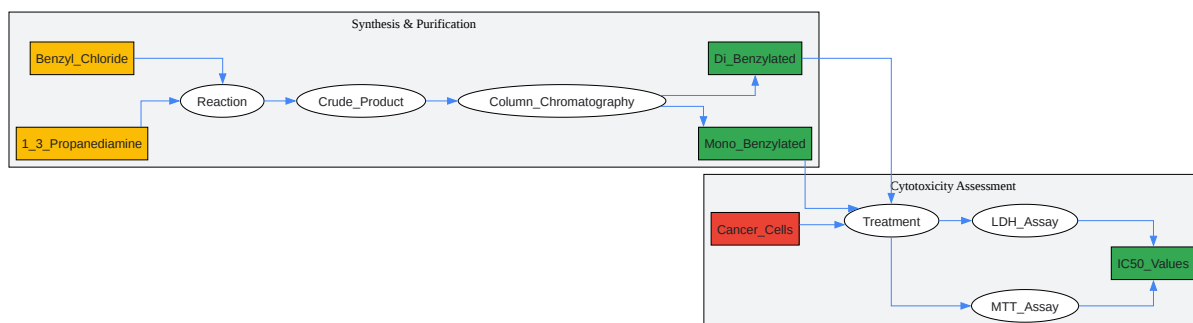 Synthesis & Purification
Benzyl_Chloride
Di_Benzylated
Reaction
Crude_Product
Column_Chromatography
1_3_Propanediamine
Mono_Benzylated
Cytotoxicity Assessment
Cancer_Cells
Treatment
LDH_Assay
IC50_Values
MTT_Assay